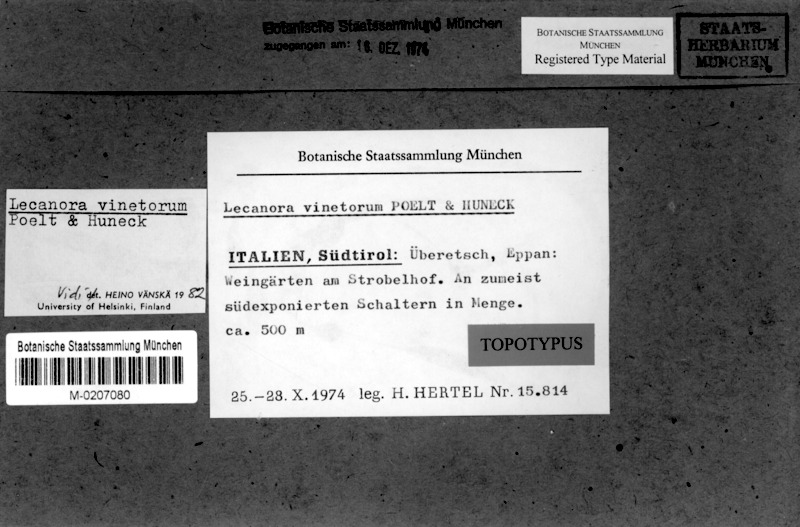 Botanische Staatssammlung München
zugegangen am: 16. DEZ. 1974
BOTANISCHE STAATSSAMMLUNG
MÜNCHEN
Registered Type Material
STAATS-
HERBARIUM
MÜNCHEN
Botanische Staatssammlung München
Lecanora vinetorum POELT & HUNECK
ITALIEN, Südtirol: Überetsch, Eppan:
Weingärten am Strobelhof. An zumeist
südexponierten Schaltern in Menge.
ca. 500 m
TOPOTYPUS
25.-28. X. 1974 leg. H. HERTEL Nr. 15.814
Lecanora vinetorum
Poelt & Huneck
Vidit det. HEINO VÄNSKÄ 1982
University of Helsinki, Finland
Botanische Staatssammlung München
M-0207080